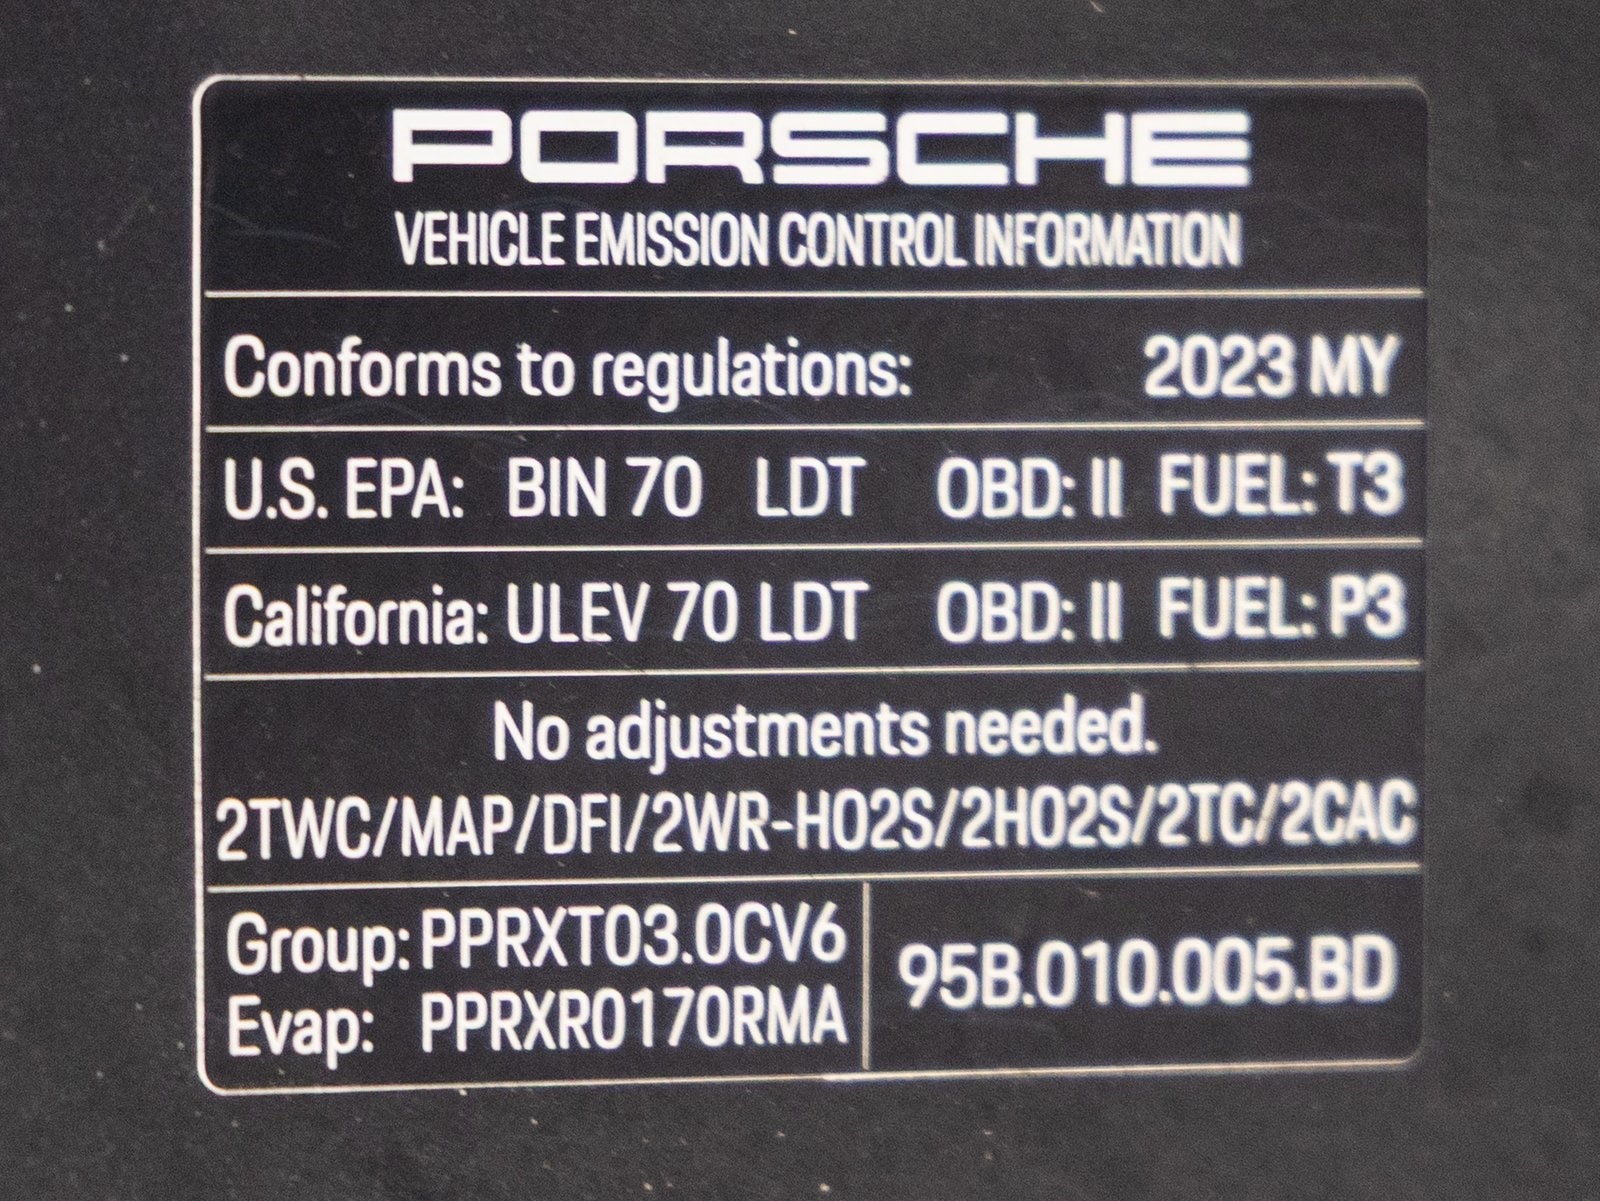 PORSCHE
VEHICLE EMISSION CONTROL INFORMATION
Conforms to regulations: 2023 MY
U.S. EPA: BIN 70 LDT OBD: II FUEL: T3
California: ULEV 70 LDT OBD: II FUEL: P3
No adjustments needed.
2TWC/MAP/DFI/2WR-HO2S/2HO2S/2TC/2CAC
Group: PPRXT03.0CV6
Evap: PPRXR0170RMA
95B.010.005.BD